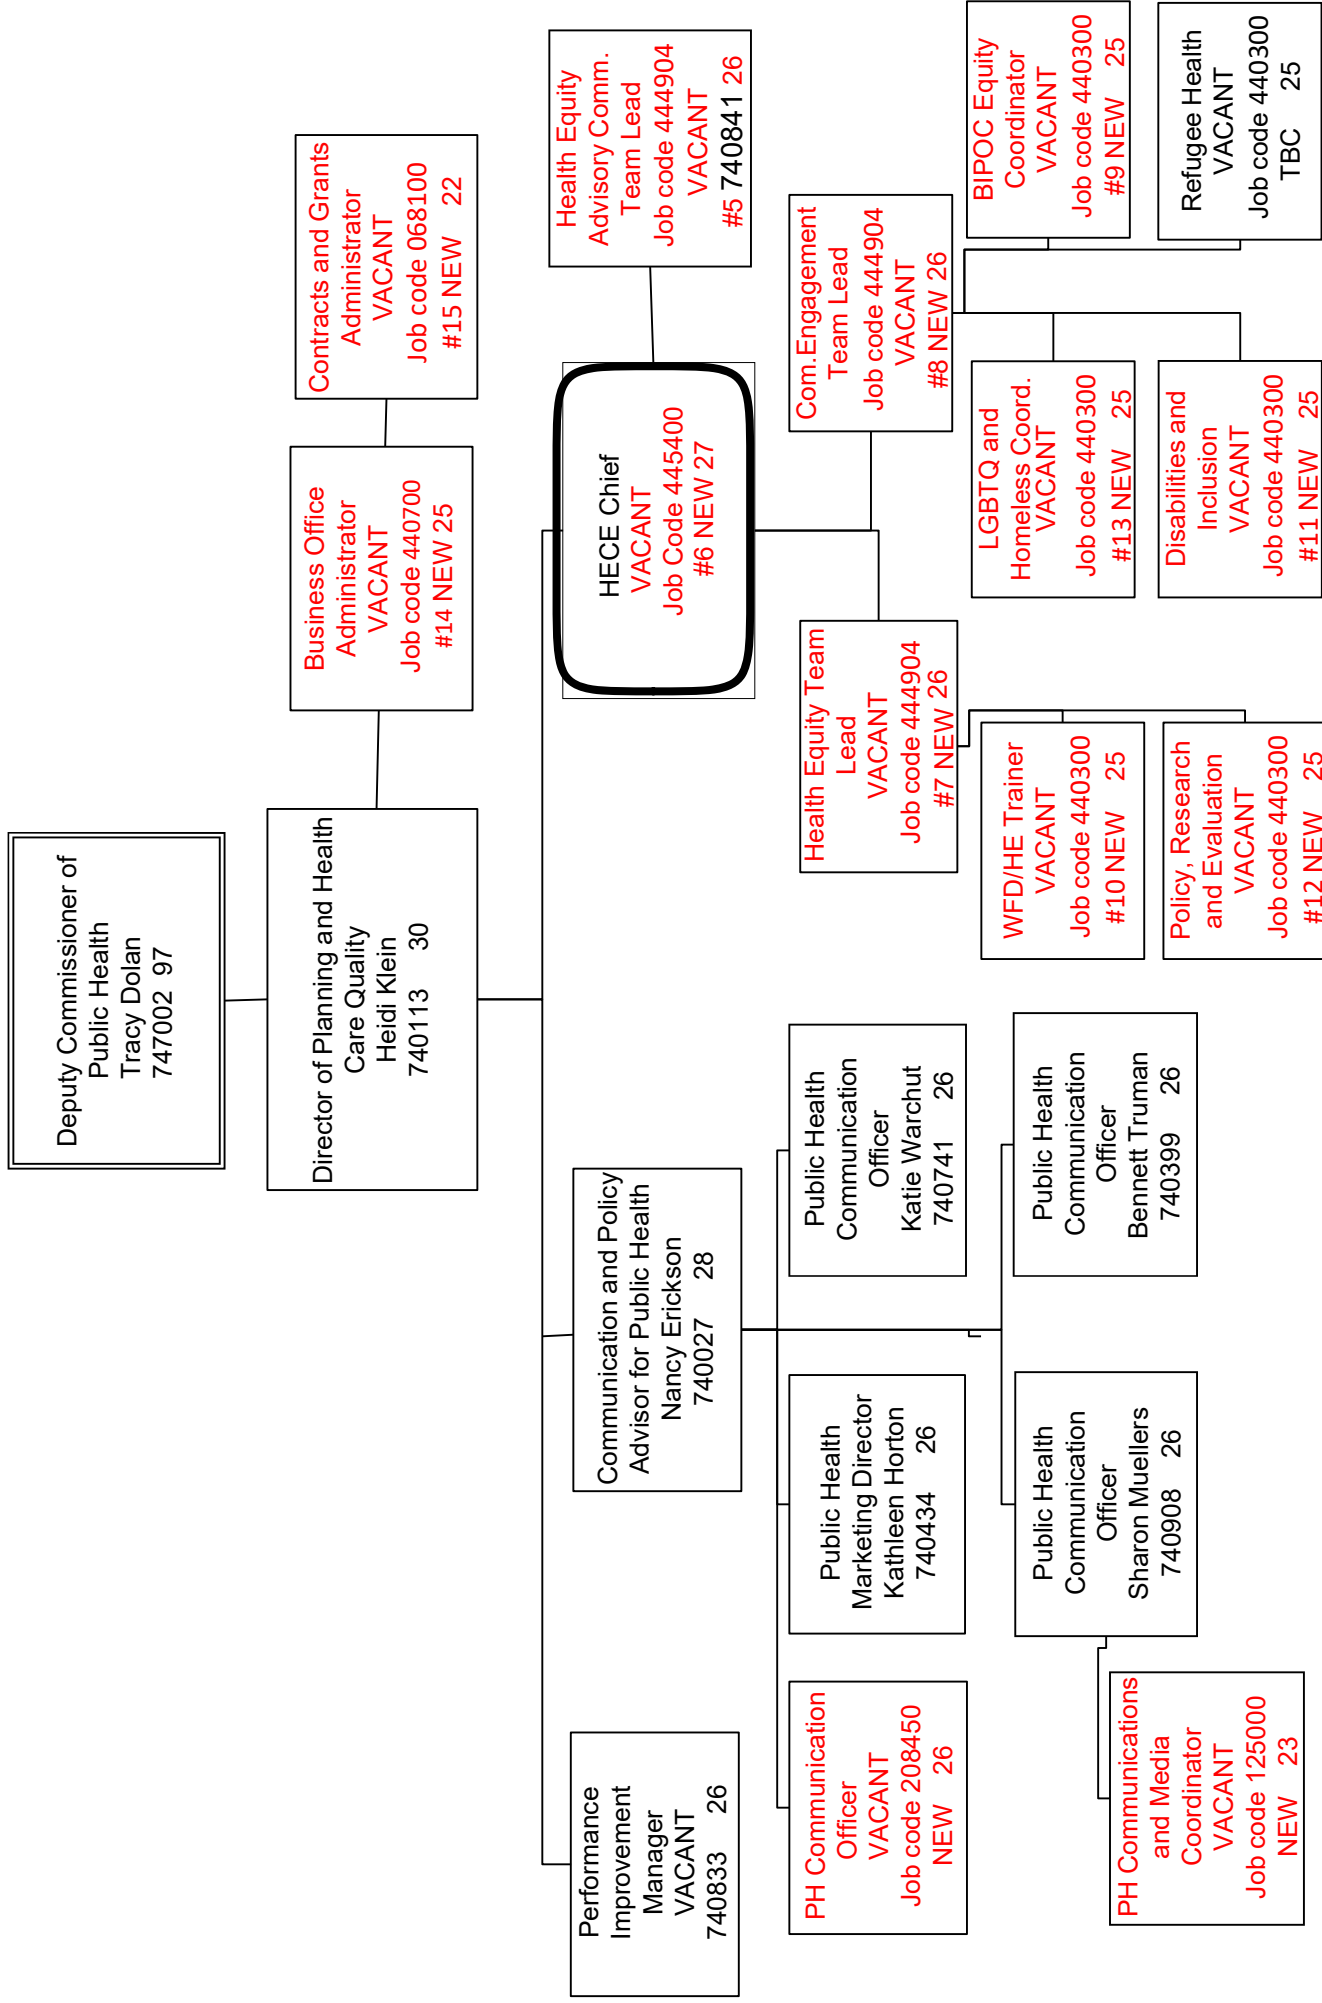 Deputy Commissioner of
Public Health
Tracy Dolan
747002 97
Director of Planning and Health
Care Quality
Heidi Klein
740113 30
Business Office
Administrator
VACANT
Job code 440700
#14 NEW 25
Contracts and Grants
Administrator
VACANT
Job code 068100
#15 NEW 22
Performance
Improvement
Manager
VACANT
740833 26
Communication and Policy
Advisor for Public Health
Nancy Erickson
740027 28
HECE Chief
VACANT
Job Code 445400
#6 NEW 27
Health Equity
Advisory Comm.
Team Lead
Job code 444904
VACANT
#5 740841 26
PH Communication
Officer
VACANT
Job code 208450
NEW 26
Public Health
Marketing Director
Kathleen Horton
740434 26
Public Health
Communication
Officer
Katie Warchut
740741 26
Health Equity Team
Lead
VACANT
Job code 444904
#7 NEW 26
Com.Engagement
Team Lead
Job code 444904
VACANT
#8 NEW 26
PH Communications
and Media
Coordinator
VACANT
Job code 125000
NEW 23
Public Health
Communication
Officer
Sharon Muellers
740908 26
Public Health
Communication
Officer
Bennett Truman
740399 26
WFD/HE Trainer
VACANT
Job code 440300
#10 NEW 25
LGBTQ and
Homeless Coord.
VACANT
Job code 440300
#13 NEW 25
BIPOC Equity
Coordinator
VACANT
Job code 440300
#9 NEW 25
Policy, Research
and Evaluation
VACANT
Job code 440300
#12 NEW 25
Disabilities and
Inclusion
VACANT
Job code 440300
#11 NEW 25
Refugee Health
VACANT
Job code 440300
TBC 25